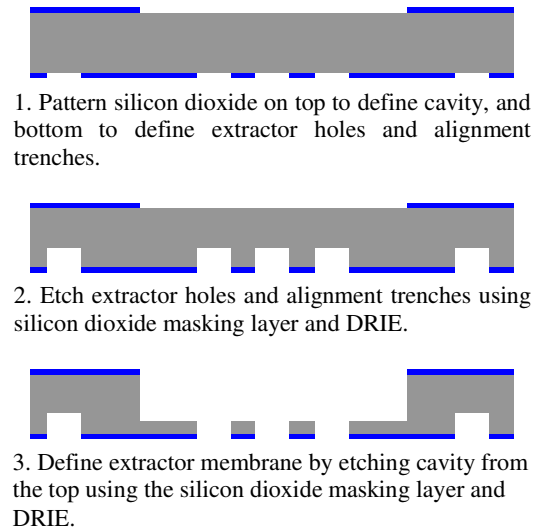 1. Pattern silicon dioxide on top to define cavity, and
bottom to define extractor holes and alignment
trenches.
2. Etch extractor holes and alignment trenches using
silicon dioxide masking layer and DRIE.
3. Define extractor membrane by etching cavity from
the top using the silicon dioxide masking layer and
DRIE.